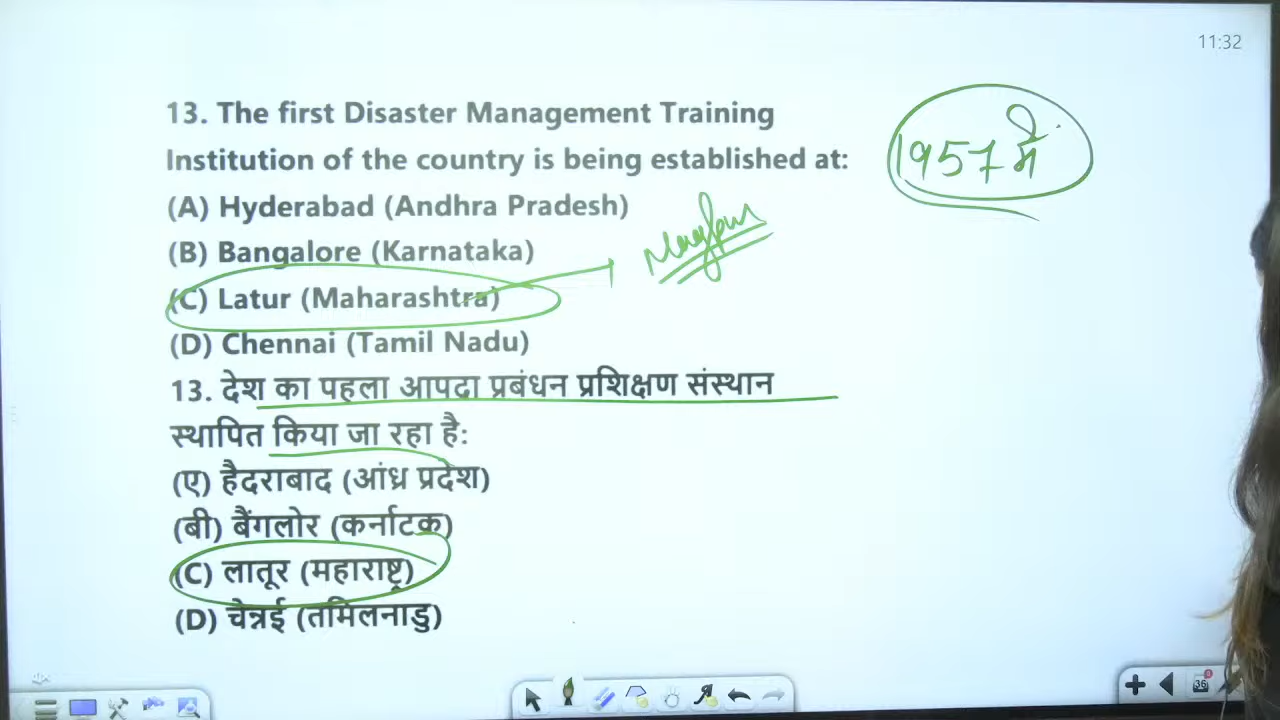 11:32
13. The first Disaster Management Training
Institution of the country is being established at:
1957 में
(A) Hyderabad (Andhra Pradesh)
(B) Bangalore (Karnataka)
Nagpur
(C) Latur (Maharashtra)
(D) Chennai (Tamil Nadu)
13. देश का पहला आपदा प्रबंधन प्रशिक्षण संस्थान
स्थापित किया जा रहा है:
(ए) हैदराबाद (आंध्र प्रदेश)
(बी) बैंगलोर (कर्नाटक)
(C) लातूर (महाराष्ट्र)
(D) चेन्नई (तमिलनाडु)
36